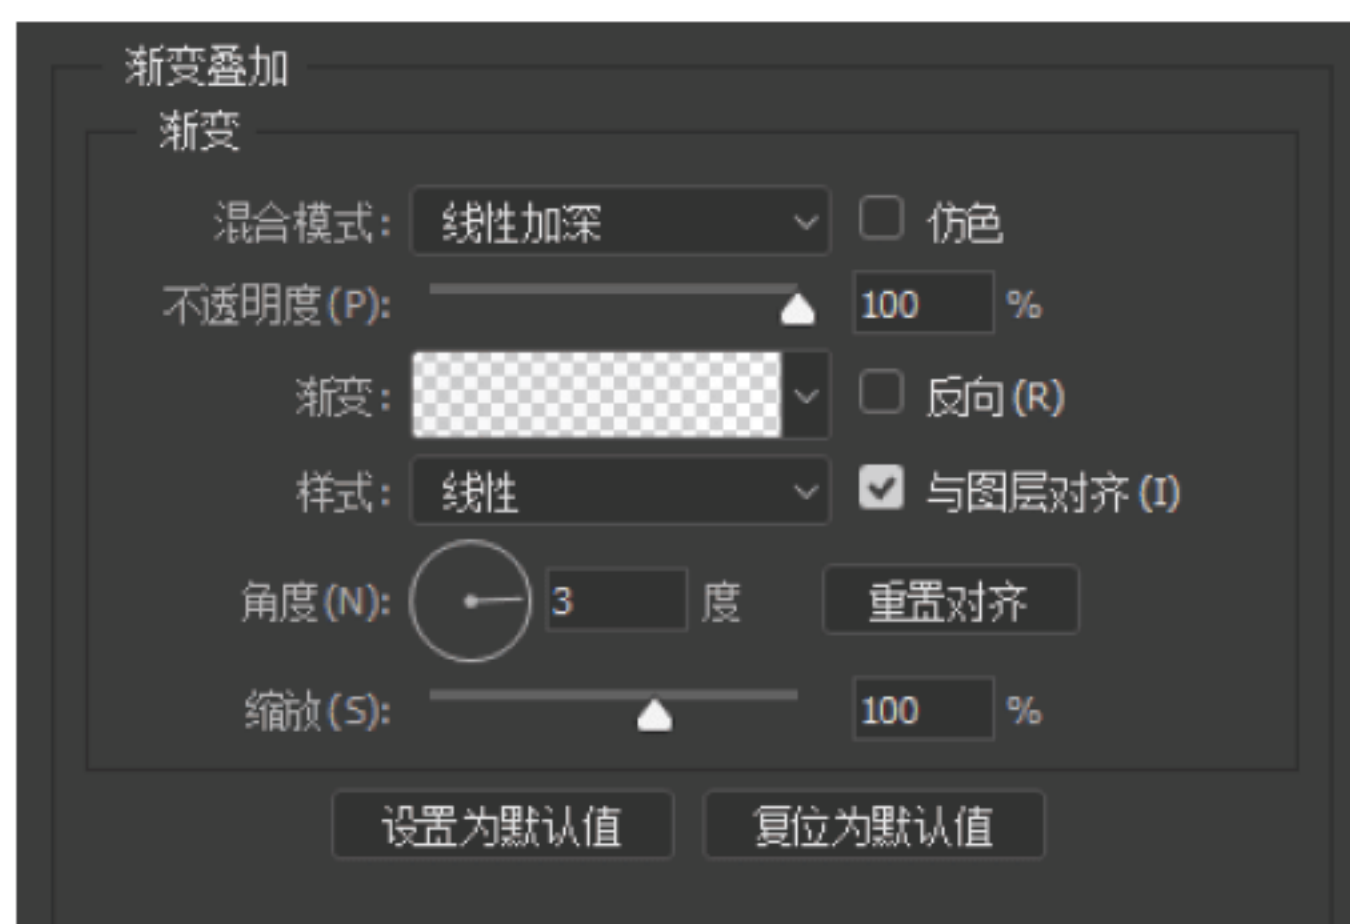 渐变叠加
渐变
混合模式: 线性加深 仿色
不透明度(P): 100 %
渐变: 反向(R)
样式: 线性 与图层对齐(I)
角度(N): 3 度 重置对齐
缩放(S): 100 %
设置为默认值 复位为默认值